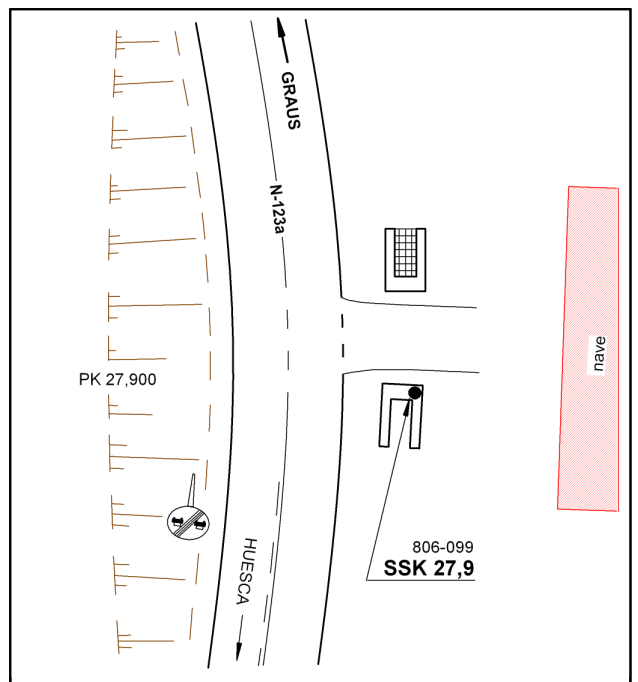 GRAUS
N-123a
nave
PK 27,900
HUESCA
806-099
SSK 27,9